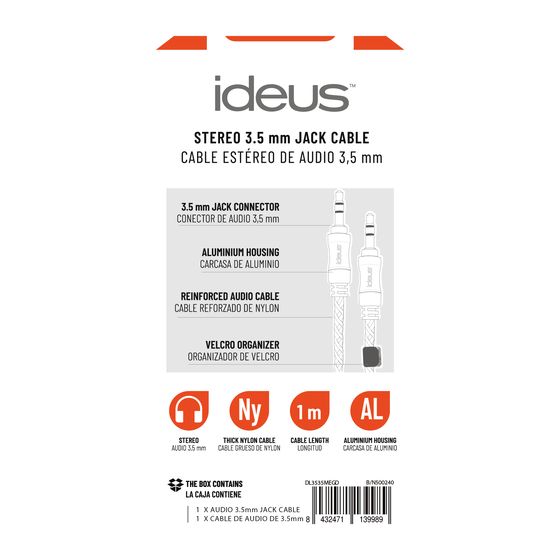 ideus™
STEREO 3.5 mm JACK CABLE
CABLE ESTÉREO DE AUDIO 3,5 mm
3.5 mm JACK CONNECTOR
CONECTOR DE AUDIO 3,5 mm
ALUMINIUM HOUSING
CARCASA DE ALUMINIO
REINFORCED AUDIO CABLE
CABLE REFORZADO DE NYLON
VELCRO ORGANIZER
ORGANIZADOR DE VELCRO
ideus
ideus
Ny
1 m
AL
STEREO
AUDIO 3,5 mm
THICK NYLON CABLE
CABLE GRUESO DE NYLON
CABLE LENGTH
LONGITUD
ALUMINIUM HOUSING
CARCASA DE ALUMINIO
THE BOX CONTAINS
LA CAJA CONTIENE
1 X AUDIO 3.5mm JACK CABLE
1 X CABLE DE AUDIO DE 3.5mm
DL3535MEGD B/N500240
8 432471 139989